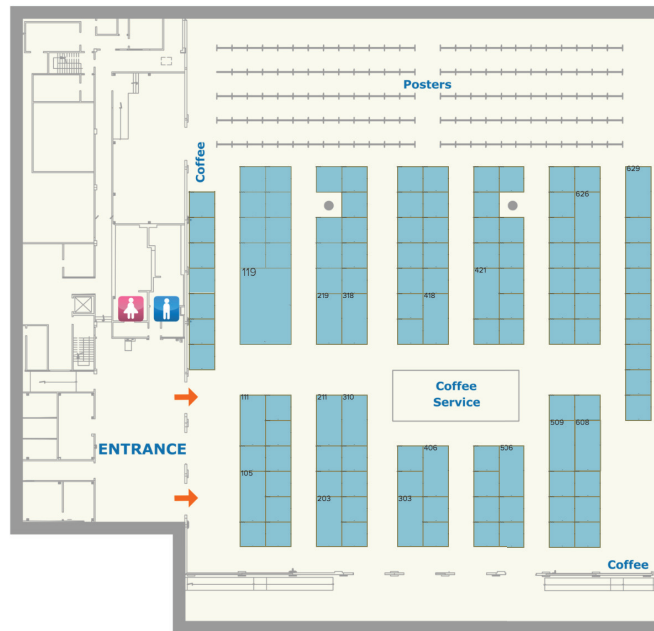 Posters
Coffee
629
626
119
219
318
418
421
Coffee
Service
111
211
310
ENTRANCE
509
608
406
506
105
203
303
Coffee